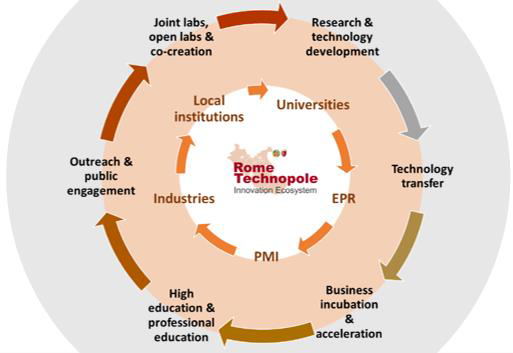 Joint labs,
open labs &
co-creation
Research &
technology
development
Local
institutions
Universities
Rome
Technopole
Innovation Ecosystem
Outreach &
public
engagement
Technology
transfer
Industries
EPR
PMI
High
education &
professional
education
Business
incubation
&
acceleration